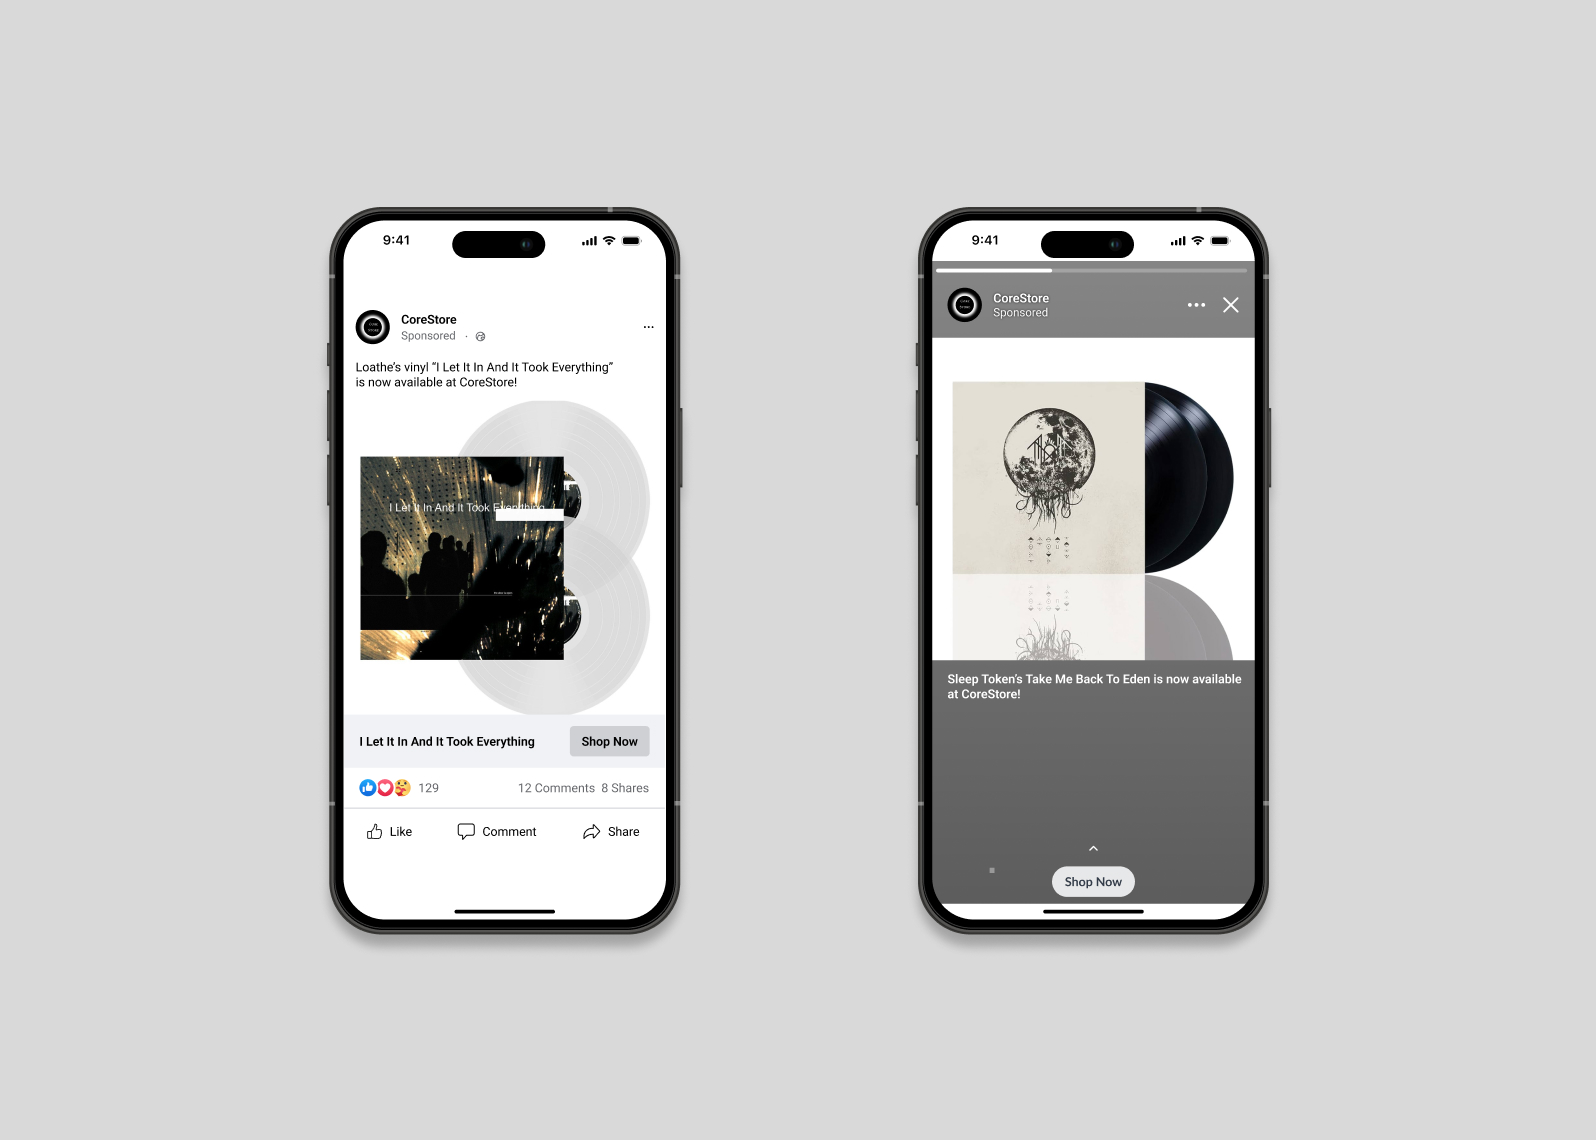 9:41
CoreStore
Sponsored ·
Loathe’s vinyl “I Let It In And It Took Everything”
is now available at CoreStore!
I Let It In And It Took Everything
I Let It In And It Took Everything
Shop Now
129
12 Comments 8 Shares
Like
Comment
Share
9:41
CoreStore
Sponsored
Sleep Token’s Take Me Back To Eden is now available
at CoreStore!
Shop Now